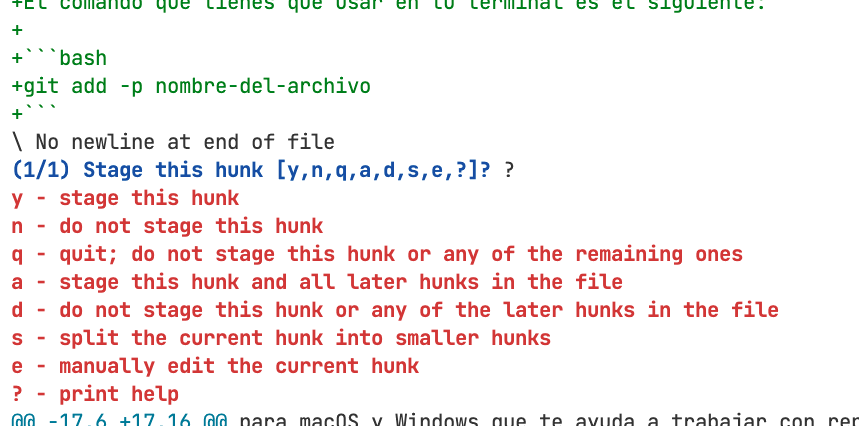 +El comando que tienes que usar en tu terminal es el siguiente:
+
+```bash
+git add -p nombre-del-archivo
+```
\ No newline at end of file
(1/1) Stage this hunk [y,n,q,a,d,s,e,?]? ?
y - stage this hunk
n - do not stage this hunk
q - quit; do not stage this hunk or any of the remaining ones
a - stage this hunk and all later hunks in the file
d - do not stage this hunk or any of the later hunks in the file
s - split the current hunk into smaller hunks
e - manually edit the current hunk
? - print help
@@ -17,6 +17,16 @@ para macOS y Windows que te ayuda a trabajar con